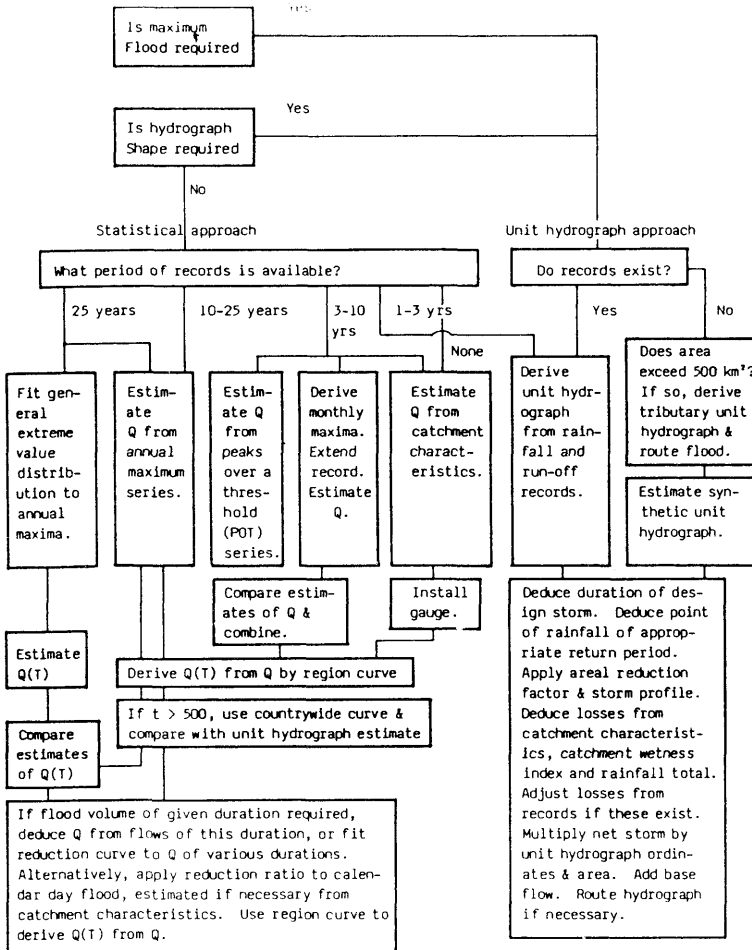 Is maximum
Flood required
Yes
Is hydrograph
Shape required
No
Statistical approach
Unit hydrograph approach
What period of records is available?
Do records exist?
25 years
10-25 years
3-10
yrs
1-3 yrs
None
Yes
No
Fit gen-
eral
extreme
value
distrib-
ution to
annual
maxima.
Estim-
ate
Q from
annual
maximum
series.
Estim-
ate Q
from
peaks
over a
thres-
hold
(POT)
series.
Derive
monthly
maxima.
Extend
record.
Estimate
Q.
Estimate
Q from
catchment
charact-
eristics.
Derive
unit hydr-
ograph
from rain-
fall and
run-off
records.
Does area
exceed 500 km²?
If so, derive
tributary unit
hydrograph &
route flood.
Estimate syn-
thetic unit
hydrograph.
Compare estim-
ates of Q &
combine.
Install
gauge.
Estimate
Q(T)
Derive Q(T) from Q by region curve
If t > 500, use countrywide curve &
compare with unit hydrograph estimate
Compare
estimates
of Q(T)
If flood volume of given duration required,
deduce Q from flows of this duration, or fit
reduction curve to Q of various durations.
Alternatively, apply reduction ratio to calen-
dar day flood, estimated if necessary from
catchment characteristics. Use region curve to
derive Q(T) from Q.
Deduce duration of des-
ign storm. Deduce point
of rainfall of approp-
riate return period.
Apply areal reduction
factor & storm profile.
Deduce losses from
catchment characterist-
ics, catchment wetness
index and rainfall total.
Adjust losses from
records if these exist.
Multiply net storm by
unit hydrograph ordin-
ates & area. Add base
flow. Route hydrograph
if necessary.